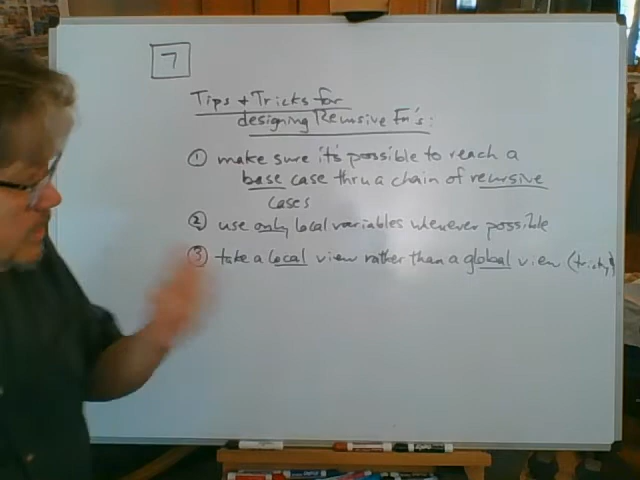 7
Tips + Tricks for
designing Recursive Fn's:
① make sure it's possible to reach a
base case thru a chain of recursive
cases
② use only local variables whenever possible
③ take a local view rather than a global view (tricky)